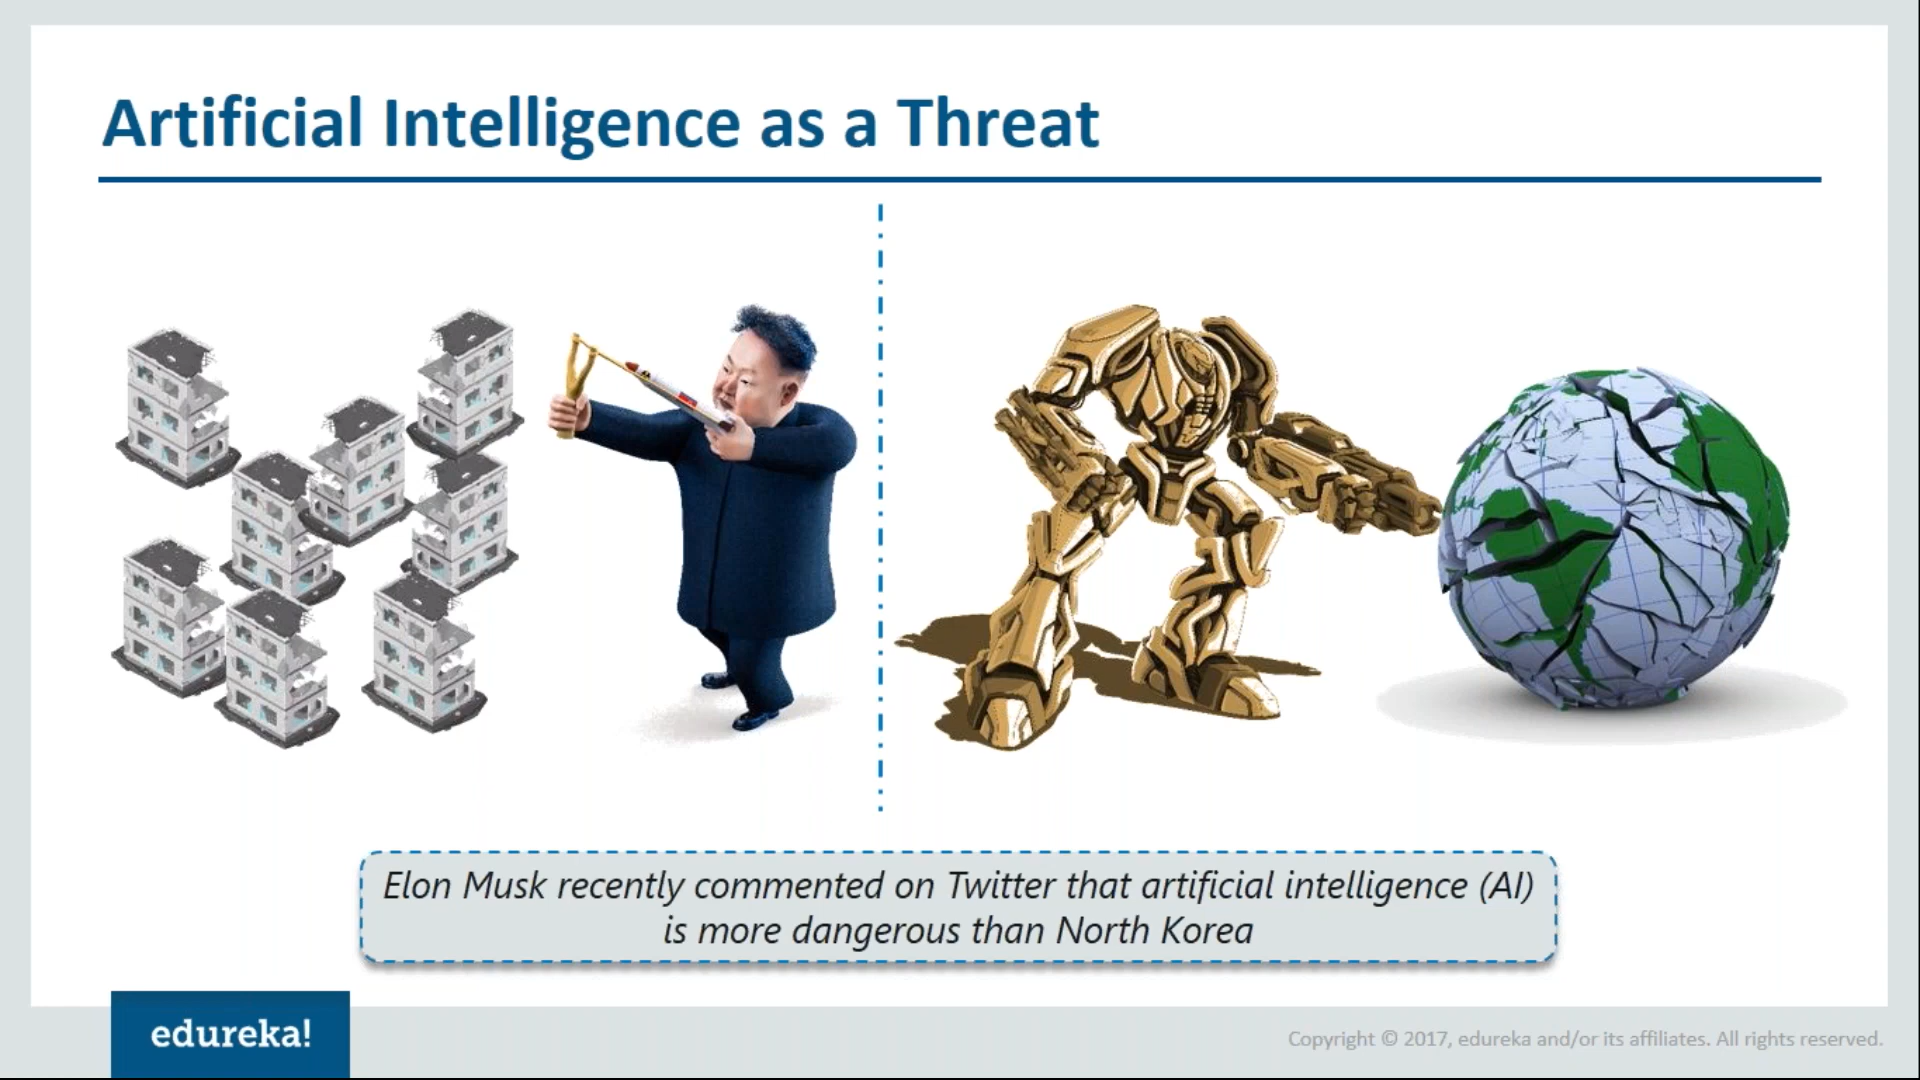 Artificial Intelligence as a Threat
Elon Musk recently commented on Twitter that artificial intelligence (AI)
is more dangerous than North Korea
edureka!
Copyright © 2017, edureka and/or its affiliates. All rights reserved.